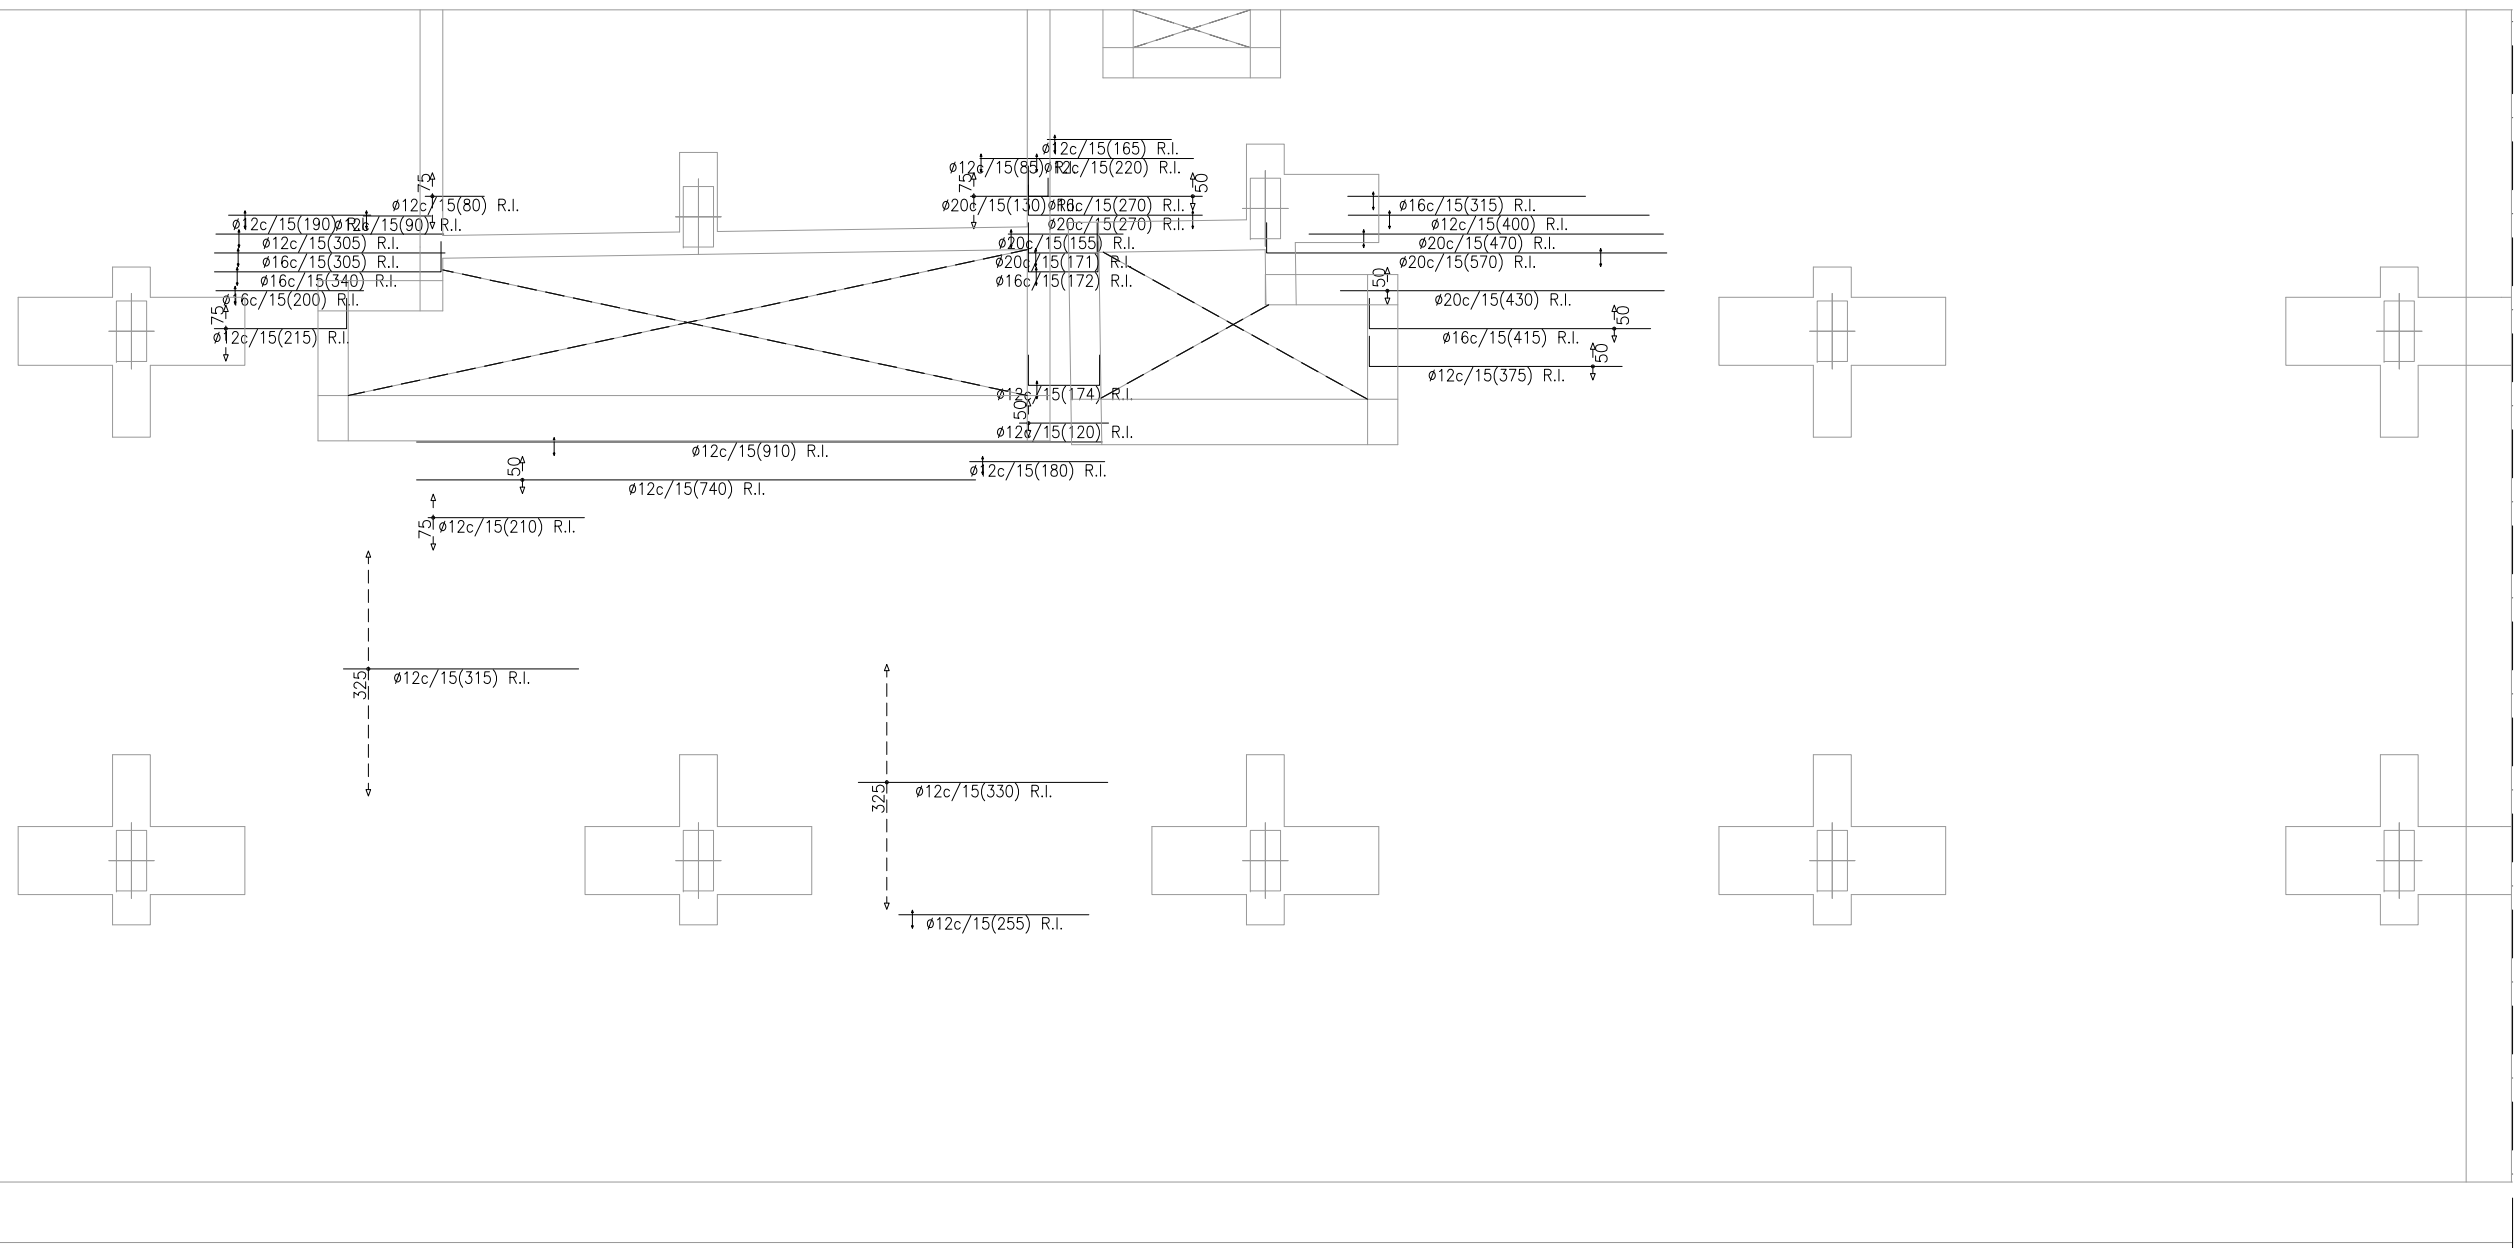 ø12c/15(165) R.I.
ø12c/15(85) R.I.
ø12c/15(220) R.I.
75
75
50
ø12c/15(80) R.I.
ø20c/15(130) R.I.
ø16c/15(270) R.I.
ø16c/15(315) R.I.
ø12c/15(190) R.I.
ø12c/15(90) R.I.
ø20c/15(270) R.I.
ø12c/15(400) R.I.
ø12c/15(305) R.I.
ø20c/15(155) R.I.
ø20c/15(470) R.I.
ø16c/15(305) R.I.
ø20c/15(171) R.I.
ø20c/15(570) R.I.
ø16c/15(340) R.I.
ø16c/15(172) R.I.
50
ø16c/15(200) R.I.
ø20c/15(430) R.I.
75
50
ø12c/15(215) R.I.
ø16c/15(415) R.I.
50
ø12c/15(375) R.I.
ø12c/15(174) R.I.
50
ø12c/15(120) R.I.
ø12c/15(910) R.I.
50
ø12c/15(180) R.I.
ø12c/15(740) R.I.
75
ø12c/15(210) R.I.
325
ø12c/15(315) R.I.
325
ø12c/15(330) R.I.
ø12c/15(255) R.I.